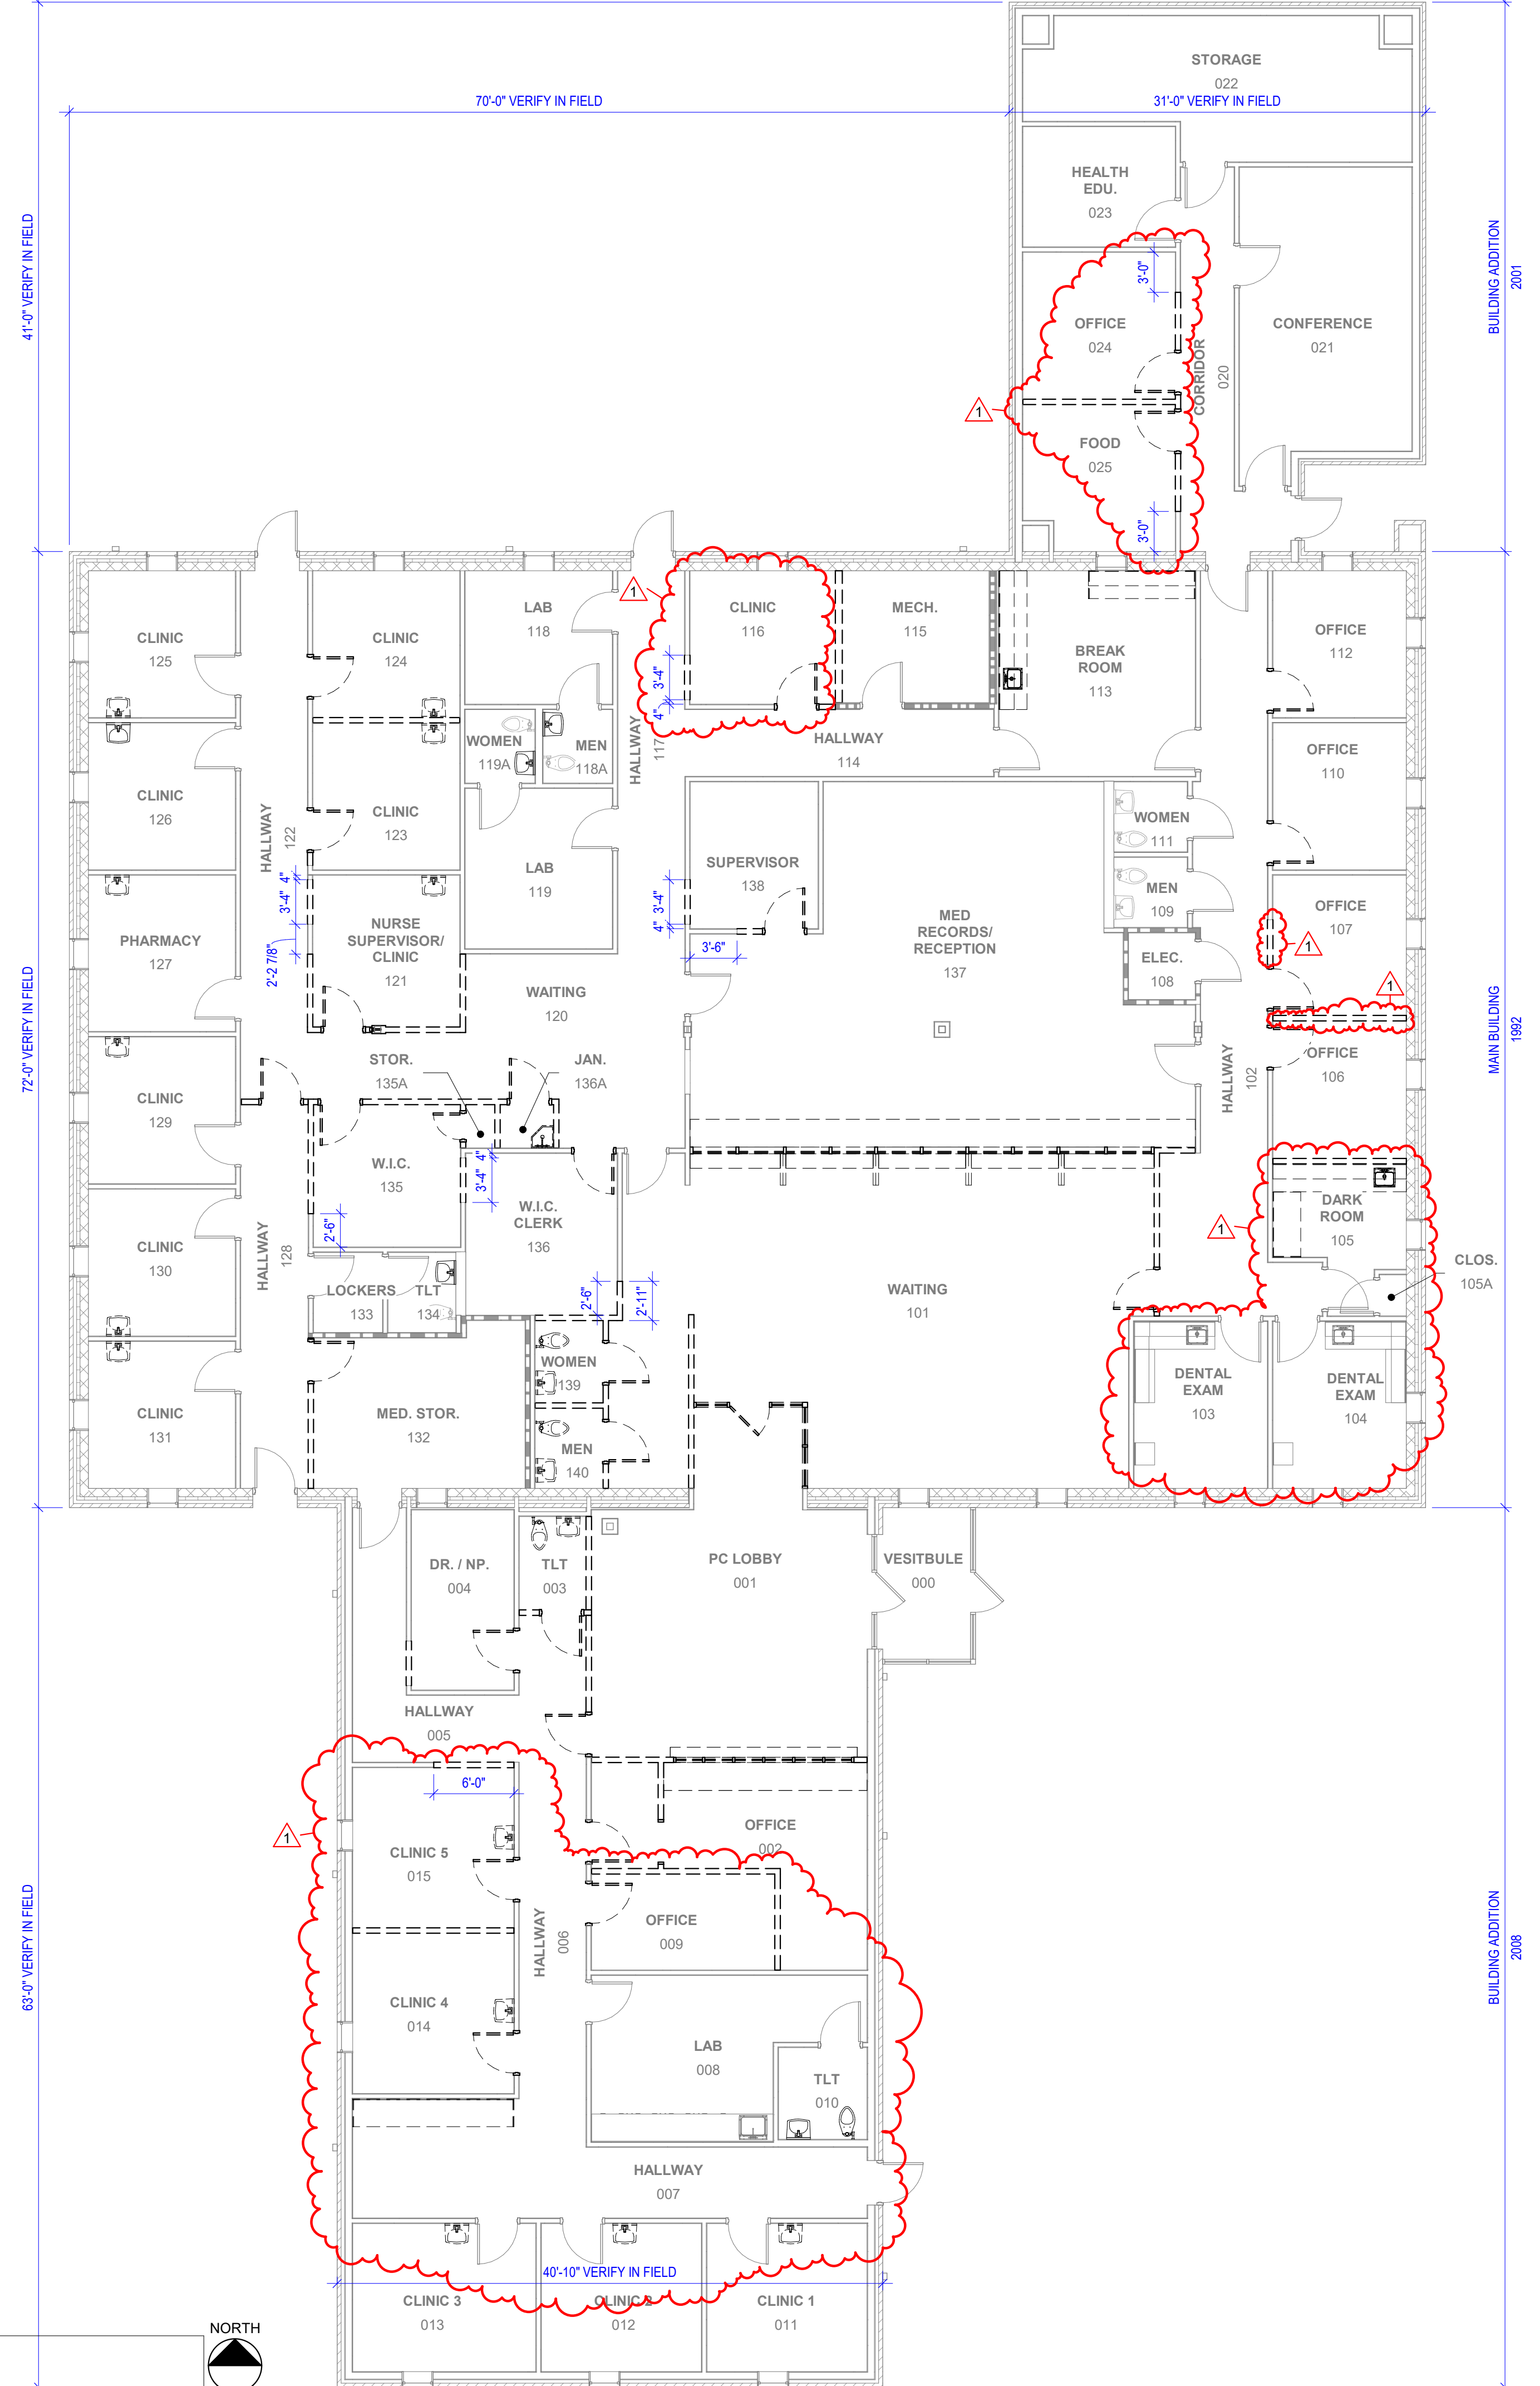 STORAGE
022
70'-0" VERIFY IN FIELD
31'-0" VERIFY IN FIELD
HEALTH
EDU.
023
41'-0" VERIFY IN FIELD
BUILDING ADDITION
2001
3'-0"
OFFICE
024
CONFERENCE
021
CORRIDOR
020
1
FOOD
025
3'-0"
1
CLINIC
125
CLINIC
124
LAB
118
CLINIC
116
MECH.
115
BREAK
ROOM
113
OFFICE
112
3'-4"
4"
WOMEN
119A
MEN
118A
HALLWAY
117
HALLWAY
114
OFFICE
110
CLINIC
126
HALLWAY
122
CLINIC
123
WOMEN
111
LAB
119
SUPERVISOR
138
MEN
109
4"
3'-4"
2'-2 7/8"
3'-4"
4"
3'-6"
PHARMACY
127
NURSE
SUPERVISOR/
CLINIC
121
MED
RECORDS/
RECEPTION
137
OFFICE
107
1
ELEC.
108
WAITING
120
1
72'-0" VERIFY IN FIELD
MAIN BUILDING
1992
STOR.
135A
JAN.
136A
OFFICE
106
HALLWAY
102
CLINIC
129
W.I.C.
135
4"
3'-4"
W.I.C.
CLERK
136
DARK
ROOM
105
1
2'-6"
CLINIC
130
HALLWAY
128
LOCKERS
133
TLT
134
2'-6"
2'-11"
WAITING
101
CLOS.
105A
WOMEN
139
DENTAL
EXAM
103
DENTAL
EXAM
104
CLINIC
131
MED. STOR.
132
MEN
140
DR. / NP.
004
TLT
003
PC LOBBY
001
VESITBULE
000
HALLWAY
005
6'-0"
1
CLINIC 5
015
OFFICE
002
OFFICE
009
HALLWAY
006
63'-0" VERIFY IN FIELD
BUILDING ADDITION
2008
CLINIC 4
014
LAB
008
TLT
010
HALLWAY
007
40'-10" VERIFY IN FIELD
CLINIC 3
013
CLINIC 2
012
CLINIC 1
011
NORTH